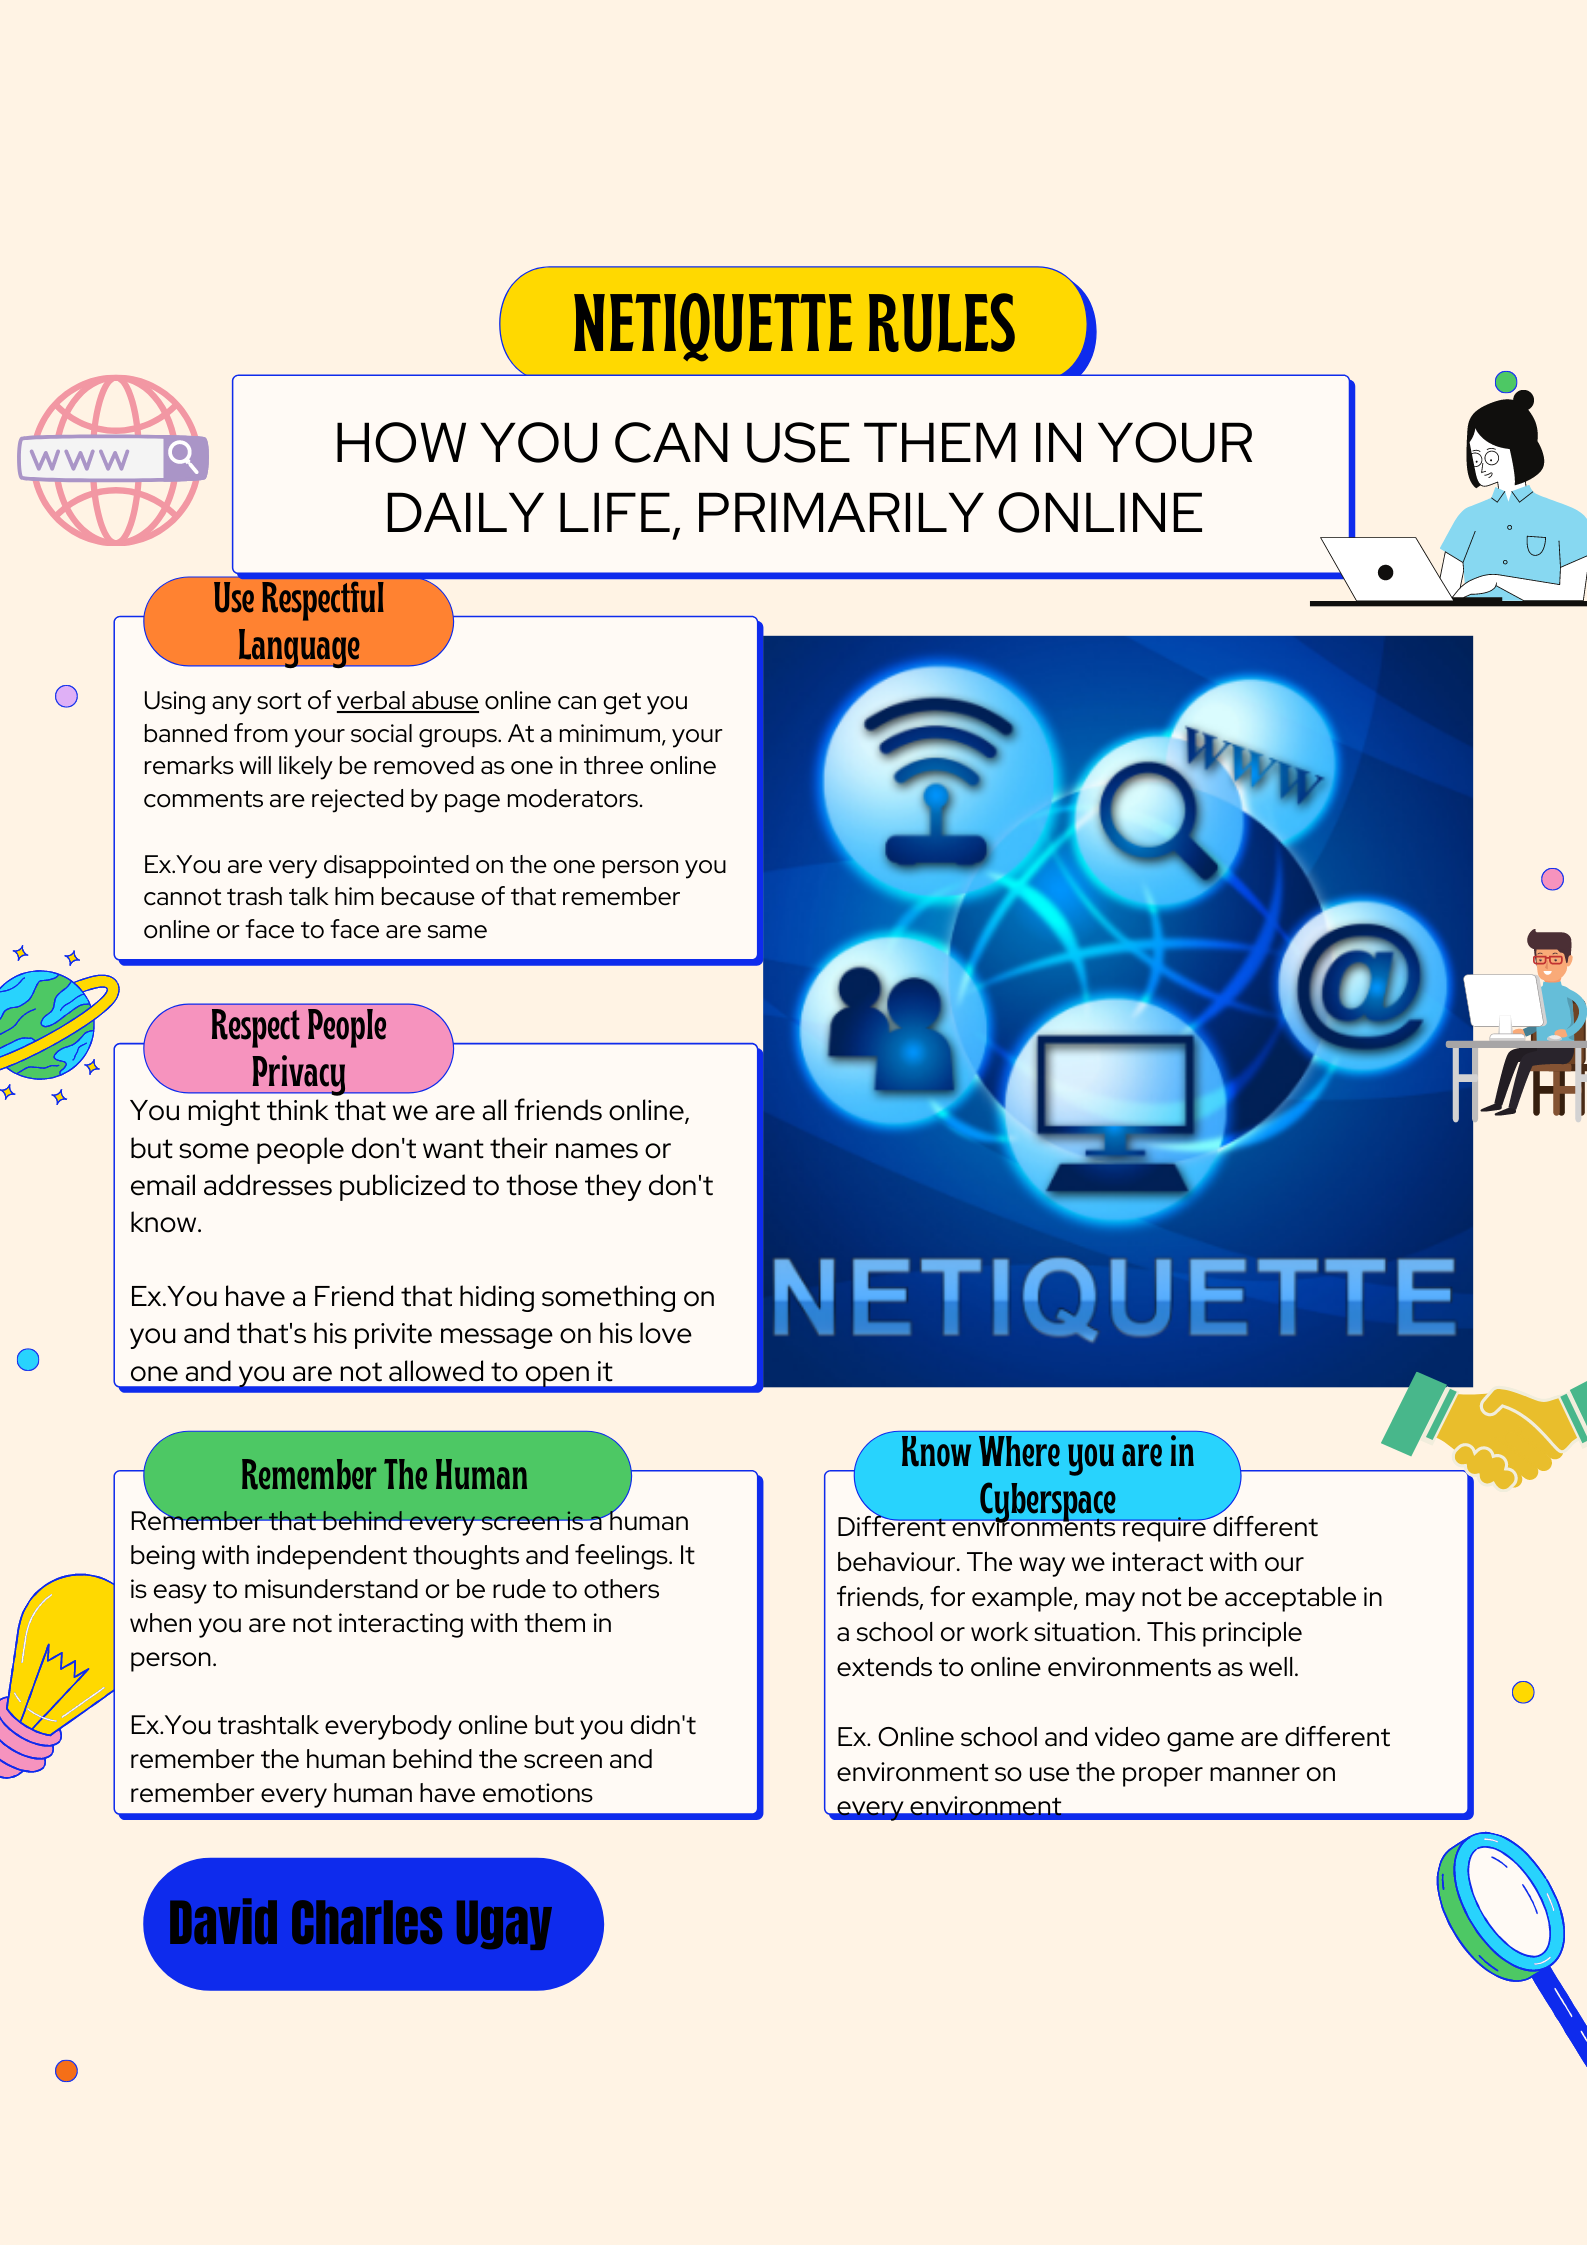 NETIQUETTE RULES
HOW YOU CAN USE THEM IN YOUR
DAILY LIFE, PRIMARILY ONLINE
WWW
Use Respectful
Language
Using any sort of verbal abuse online can get you
banned from your social groups. At a minimum, your
remarks will likely be removed as one in three online
comments are rejected by page moderators.
Ex.You are very disappointed on the one person you
cannot trash talk him because of that remember
online or face to face are same
www
@
NETIQUETTE
Respect People
Privacy
You might think that we are all friends online,
but some people don't want their names or
email addresses publicized to those they don't
know.
Ex.You have a Friend that hiding something on
you and that's his privite message on his love
one and you are not allowed to open it
Remember The Human
Remember that behind every screen is a human
being with independent thoughts and feelings. It
is easy to misunderstand or be rude to others
when you are not interacting with them in
person.
Ex.You trashtalk everybody online but you didn't
remember the human behind the screen and
remember every human have emotions
Know Where you are in
Cyberspace
Different environments require different
behaviour. The way we interact with our
friends, for example, may not be acceptable in
a school or work situation. This principle
extends to online environments as well.
Ex. Online school and video game are different
environment so use the proper manner on
every environment
David Charles Ugay